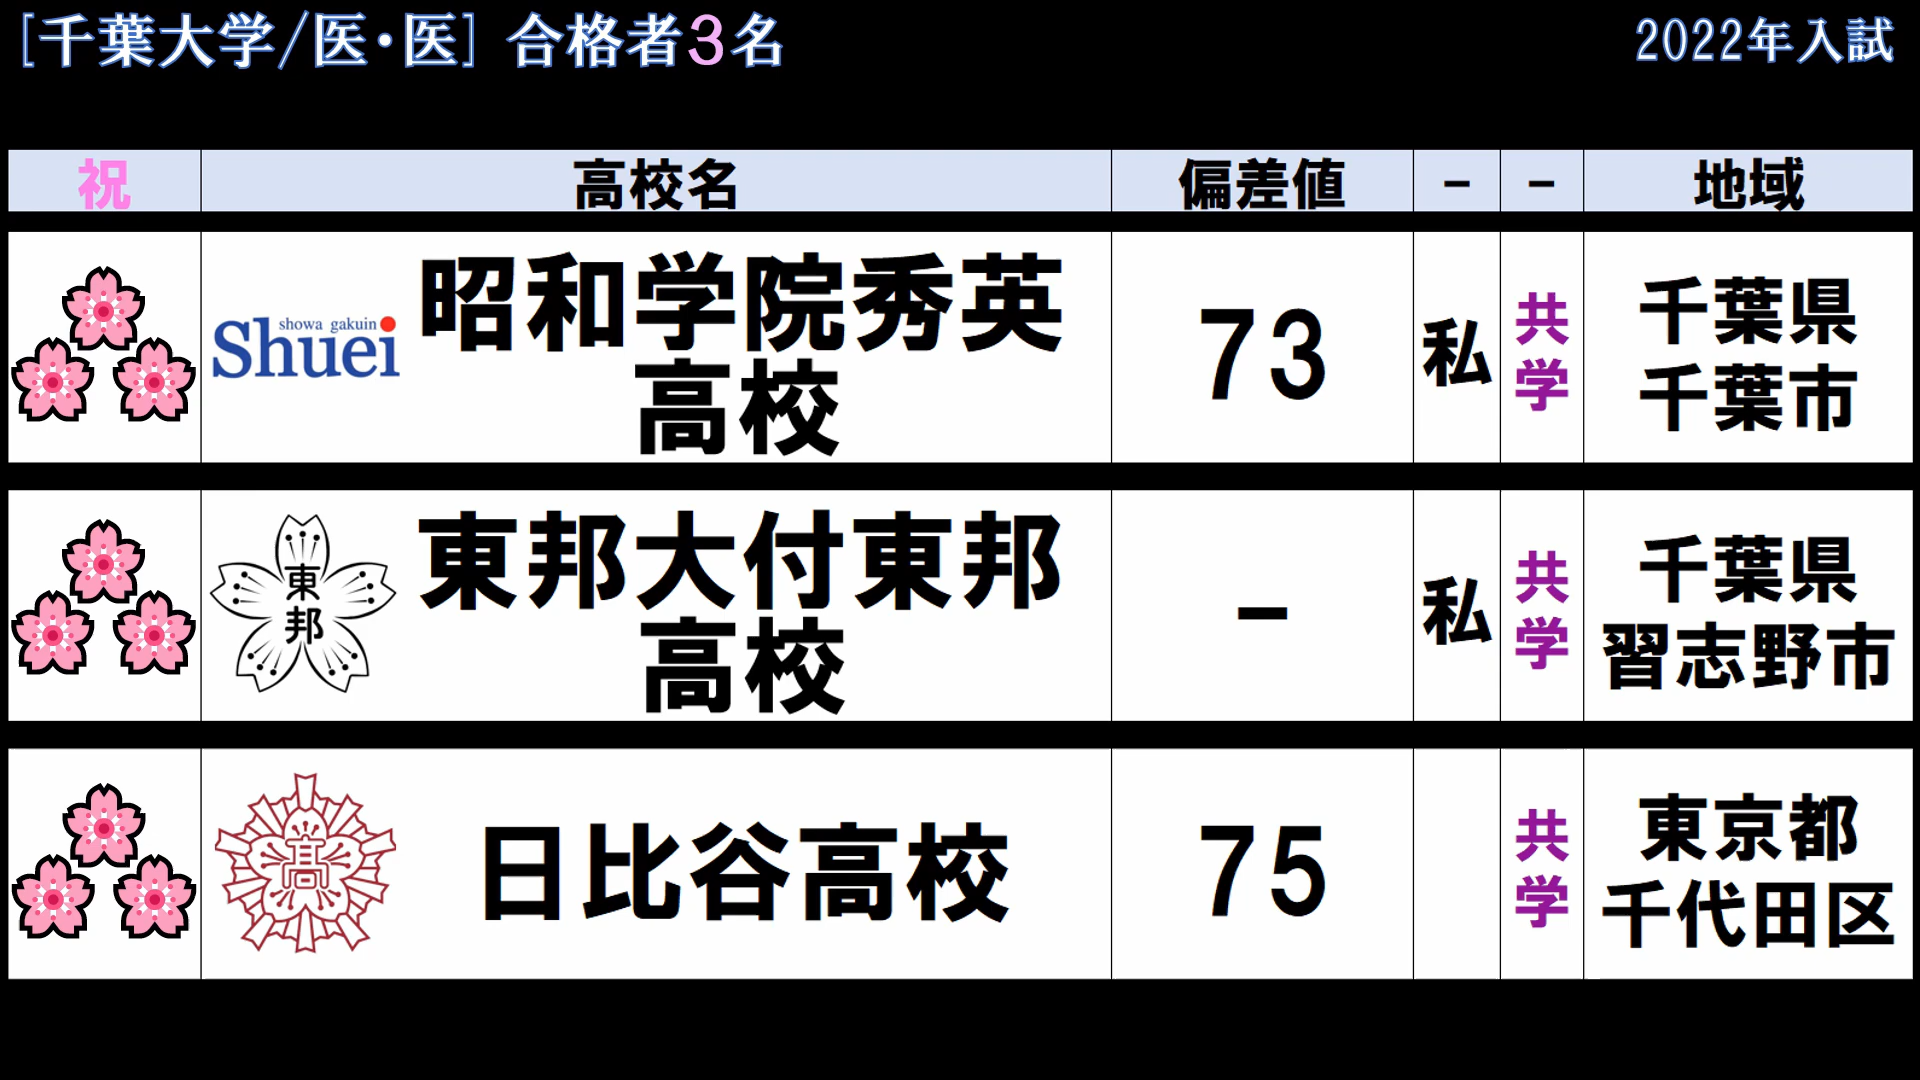 [千葉大学/医・医] 合格者3名
2022年入試
祝 高校名 偏差値 - - 地域
showa gakuin
Shuei
昭和学院秀英
高校
73
私
共
学
千葉県
千葉市
東
邦
東邦大付東邦
高校
-
私
共
学
千葉県
習志野市
高
日比谷高校
75
共
学
東京都
千代田区